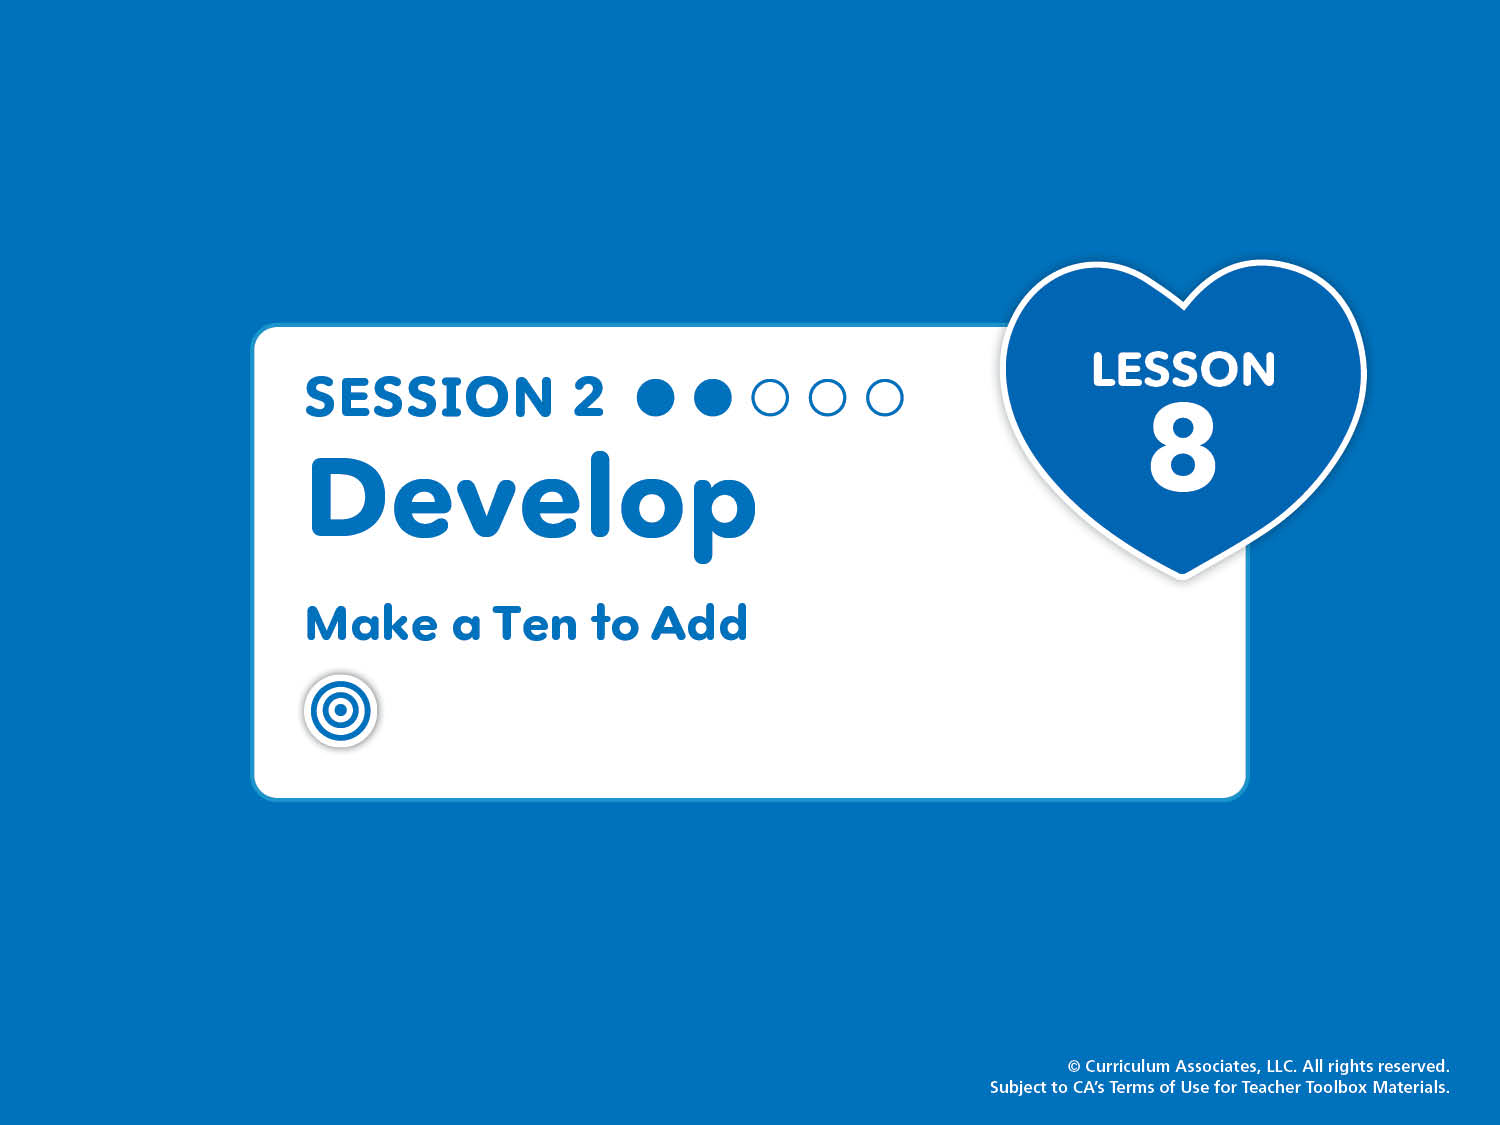 LESSON
8
SESSION 2
Develop
Make a Ten to Add
© Curriculum Associates, LLC. All rights reserved.
Subject to CA’s Terms of Use for Teacher Toolbox Materials.